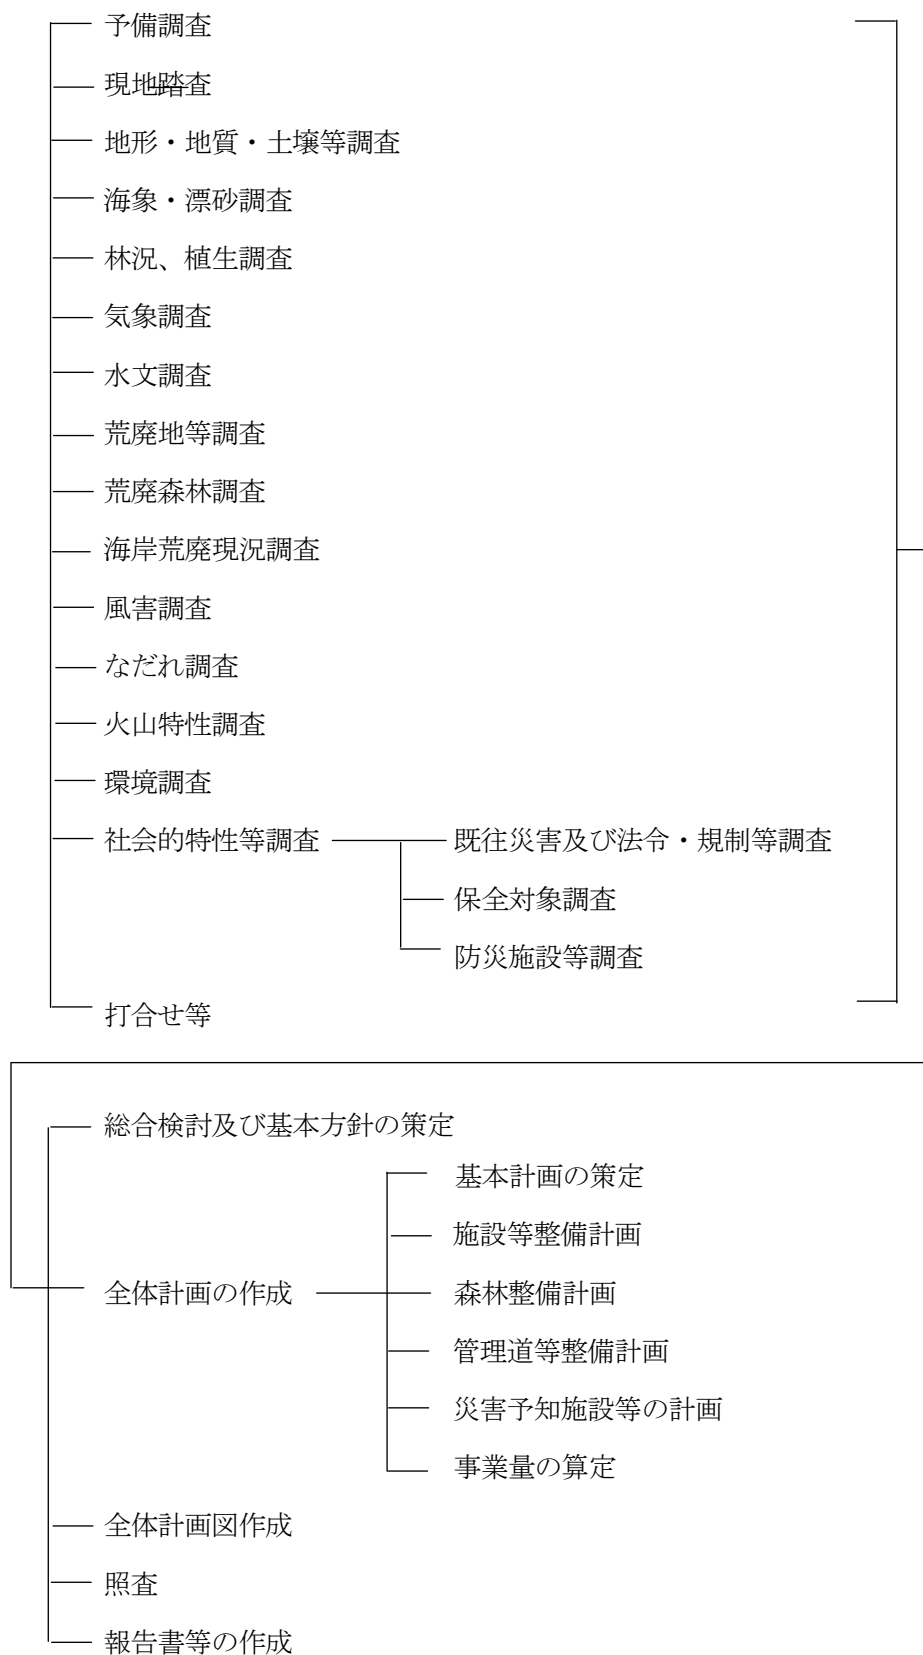 予備調査
現地踏査
地形・地質・土壌等調査
海象・漂砂調査
林況、植生調査
気象調査
水文調査
荒廃地等調査
荒廃森林調査
海岸荒廃現況調査
風害調査
なだれ調査
火山特性調査
環境調査
社会的特性等調査 既往災害及び法令・規制等調査
保全対象調査
防災施設等調査
打合せ等
総合検討及び基本方針の策定
基本計画の策定
施設等整備計画
全体計画の作成 森林整備計画
管理道等整備計画
災害予知施設等の計画
事業量の算定
全体計画図作成
照査
報告書等の作成